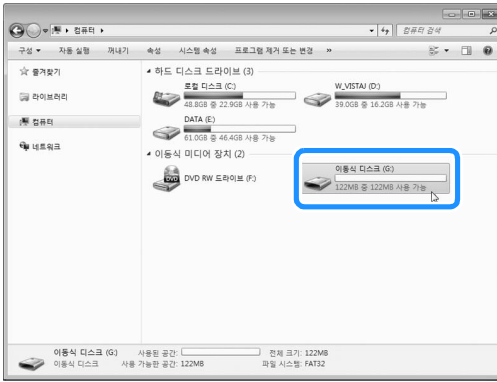 컴퓨터
컴퓨터 검색
구성 자동 실행 꺼내기 속성 시스템 속성 프로그램 제거 또는 변경 »
즐겨찾기
라이브러리
컴퓨터
네트워크
하드 디스크 드라이브 (3)
로컬 디스크 (C:)
48.8GB 중 22.9GB 사용 가능
W_VISTAJ (D:)
39.0GB 중 16.2GB 사용 가능
DATA (E:)
61.0GB 중 46.4GB 사용 가능
이동식 미디어 장치 (2)
DVD
DVD RW 드라이브 (F:)
이동식 디스크 (G:)
122MB 중 122MB 사용 가능
이동식 디스크 (G:) 사용된 공간: 전체 크기: 122MB
이동식 디스크 사용 가능한 공간: 122MB 파일 시스템: FAT32